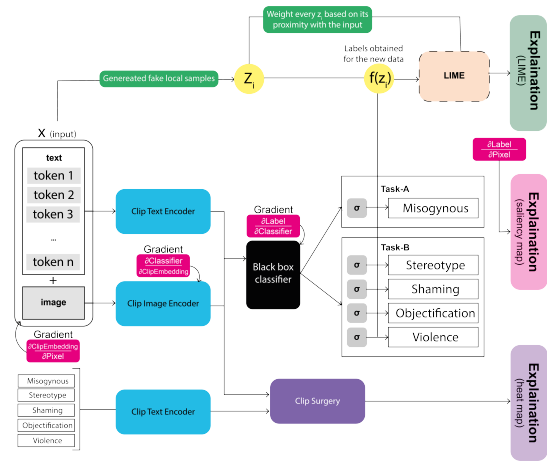 Weight every zi based on its
proximity with the input
Genereated fake local samples
Zi
Labels obtained
for the new data
f(zi)
LIME
Explaination
(LIME)
X (input)
text
token 1
token 2
token 3
...
token n
+
image
Gradient
∂ClipEmbedding
∂Pixel
Clip Text Encoder
Gradient
∂Classifier
∂ClipEmbedding
Clip Image Encoder
Gradient
∂Label
∂Classifier
Black box
classifier
Task-A
σ
Misogynous
Task-B
σ
Stereotype
σ
Shaming
σ
Objectification
σ
Violence
∂Label
∂Pixel
Explaination
(saliency map)
Misogynous
Stereotype
Shaming
Objectification
Violence
Clip Text Encoder
Clip Surgery
Explaination
(heat map)